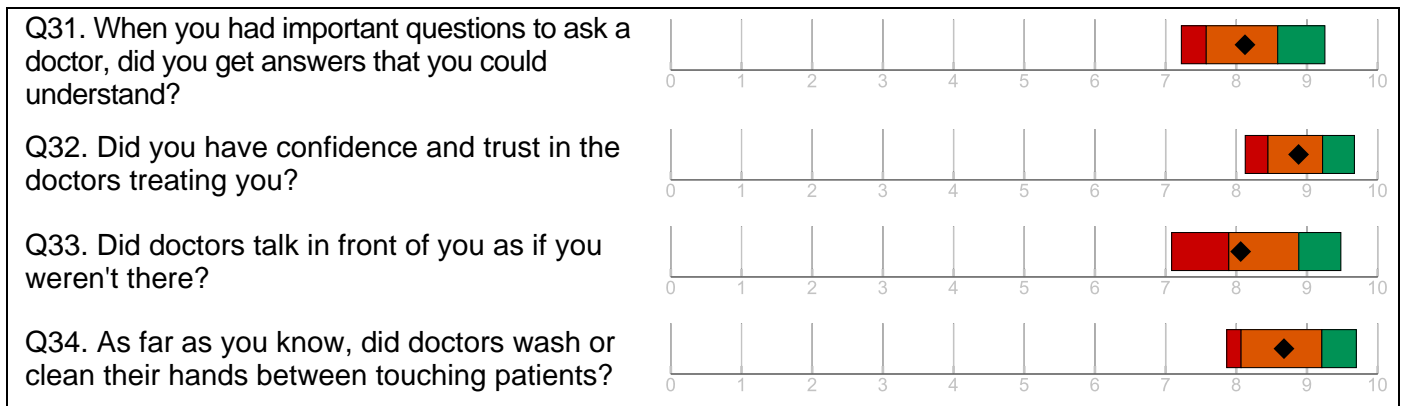 Q31. When you had important questions to ask a
doctor, did you get answers that you could
understand?
0 1 2 3 4 5 6 7 8 9 10
Q32. Did you have confidence and trust in the
doctors treating you?
0 1 2 3 4 5 6 7 8 9 10
Q33. Did doctors talk in front of you as if you
weren't there?
0 1 2 3 4 5 6 7 8 9 10
Q34. As far as you know, did doctors wash or
clean their hands between touching patients?
0 1 2 3 4 5 6 7 8 9 10